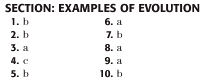 SECTION: EXAMPLES OF EVOLUTION
1. b 6. a
2. b 7. b
3. a 8. a
4. c 9. a
5. b 10. b